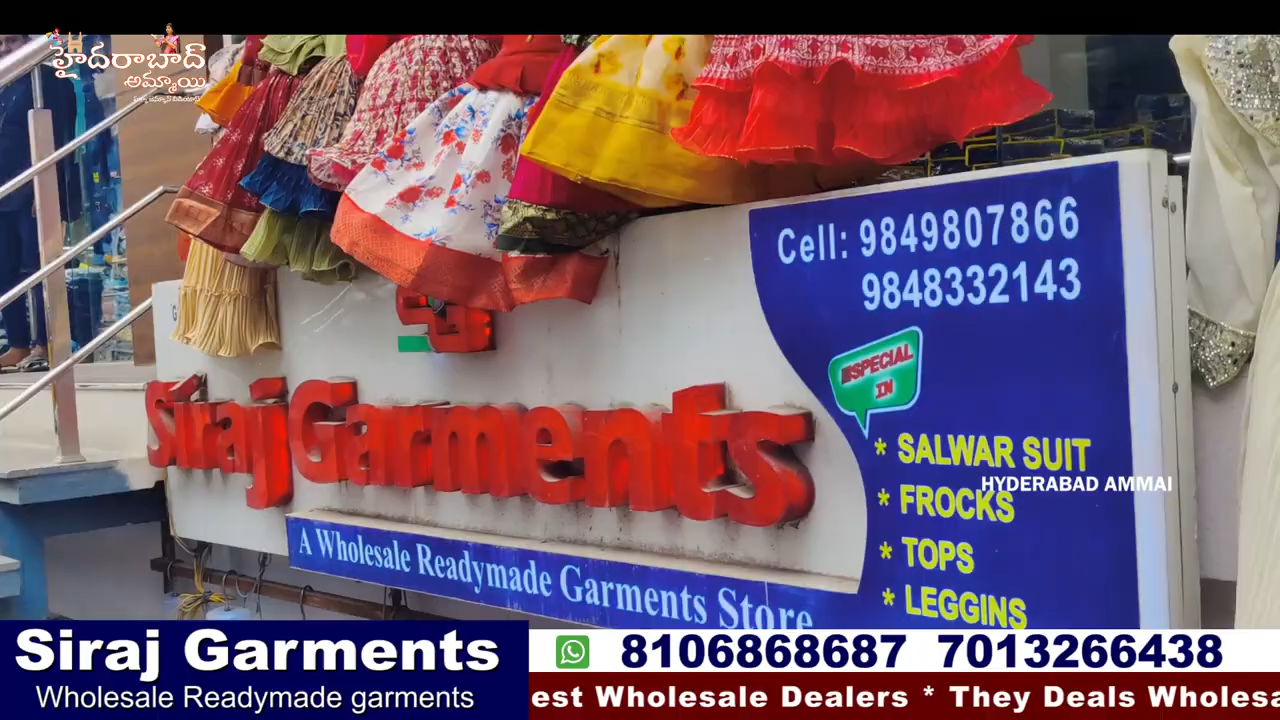 హైదరాబాద్
అమ్మాయి
Cell: 9849807866
9848332143
SPECIAL
IN
Siraj Garments
* SALWAR SUIT
HYDERABAD AMMAI
* FROCKS
* TOPS
* LEGGINS
A Wholesale Readymade Garments Store
Siraj Garments
8106868687 7013266438
Wholesale Readymade garments
est Wholesale Dealers * They Deals Wholesa